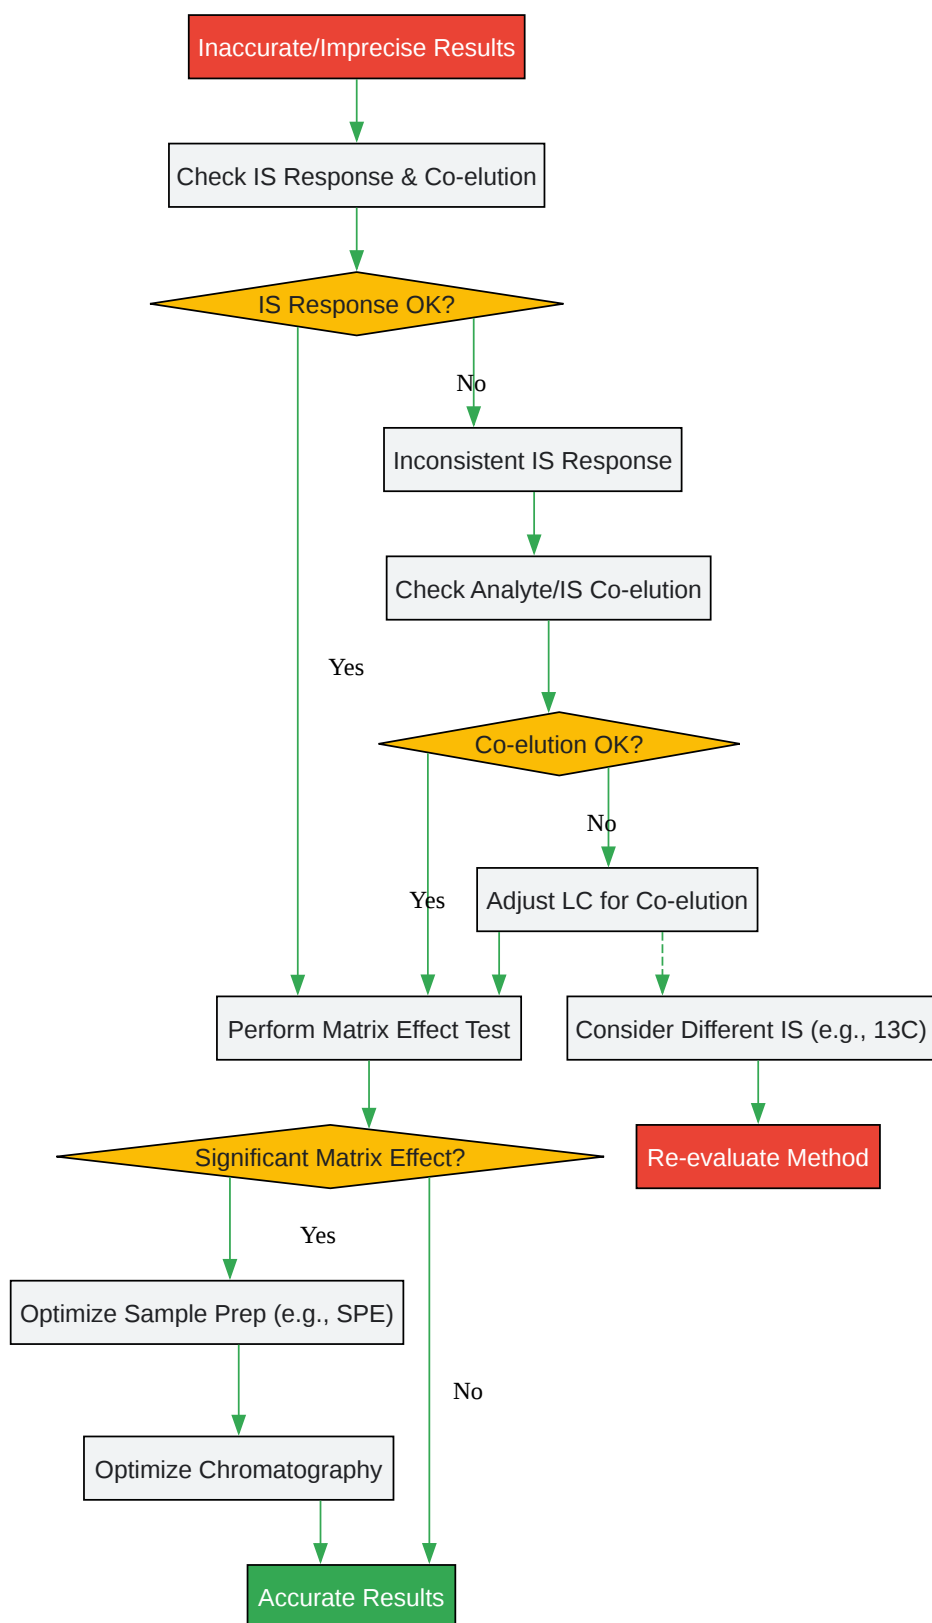 Inaccurate/Imprecise Results
Check IS Response & Co-elution
IS Response OK?
No
Inconsistent IS Response
Check Analyte/IS Co-elution
Yes
Co-elution OK?
No
Yes
Adjust LC for Co-elution
Perform Matrix Effect Test
Consider Different IS (e.g., 13C)
Significant Matrix Effect?
Re-evaluate Method
Yes
Optimize Sample Prep (e.g., SPE)
No
Optimize Chromatography
Accurate Results